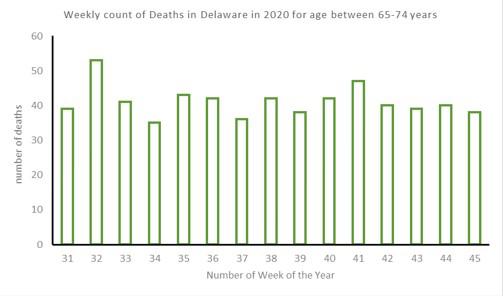 Weekly count of Deaths in Delaware in 2020 for age between 65-74 years
60
50
40
30
20
10
0
number of deaths
31 32 33 34 35 36 37 38 39 40 41 42 43 44 45
Number of Week of the Year